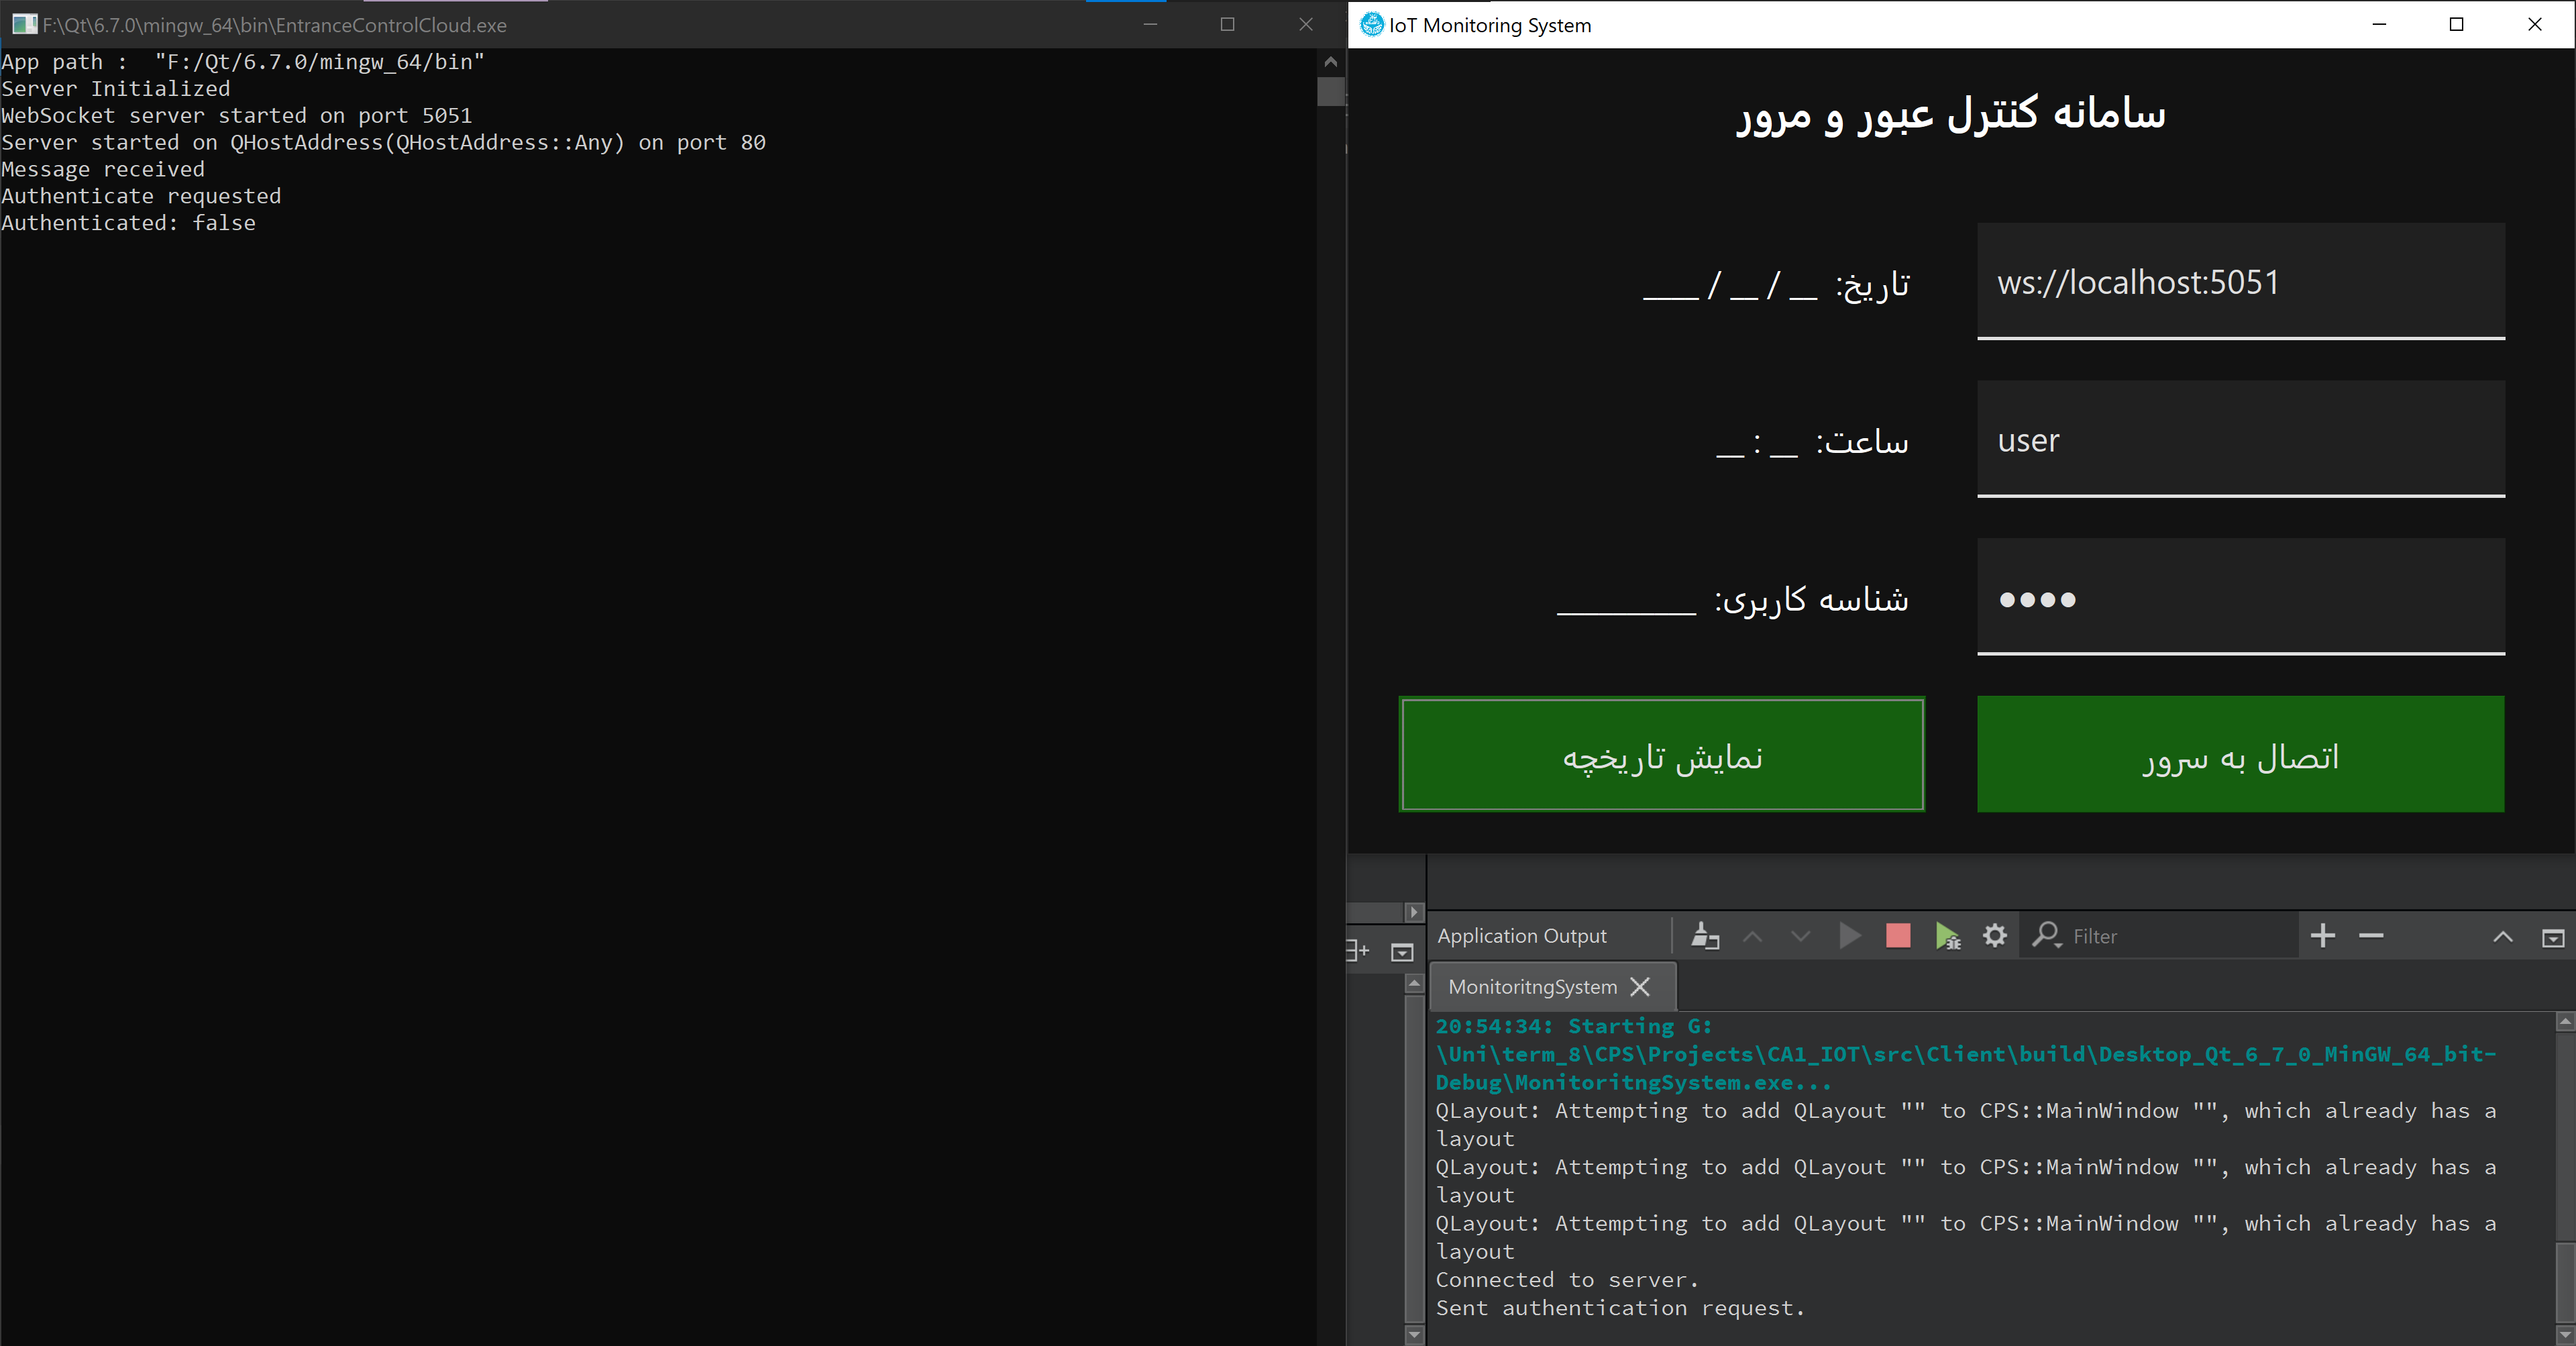 F:\Qt\6.7.0\mingw_64\bin\EntranceControlCloud.exe
App path :  "F:/Qt/6.7.0/mingw_64/bin"
Server Initialized
WebSocket server started on port 5051
Server started on QHostAddress(QHostAddress::Any) on port 80
Message received
Authenticate requested
Authenticated: false
IoT Monitoring System
سامانه کنترل عبور و مرور
تاریخ: __ / __ / ____
ws://localhost:5051
ساعت: __ : __
user
شناسه کاربری: __________
●●●●
نمایش تاریخچه
اتصال به سرور
Application Output
Filter
MonitoritngSystem
20:54:34: Starting G:
\Uni\term_8\CPS\Projects\CA1_IOT\src\Client\build\Desktop_Qt_6_7_0_MinGW_64_bit-
Debug\MonitoritngSystem.exe...
QLayout: Attempting to add QLayout "" to CPS::MainWindow "", which already has a
layout
QLayout: Attempting to add QLayout "" to CPS::MainWindow "", which already has a
layout
QLayout: Attempting to add QLayout "" to CPS::MainWindow "", which already has a
layout
Connected to server.
Sent authentication request.